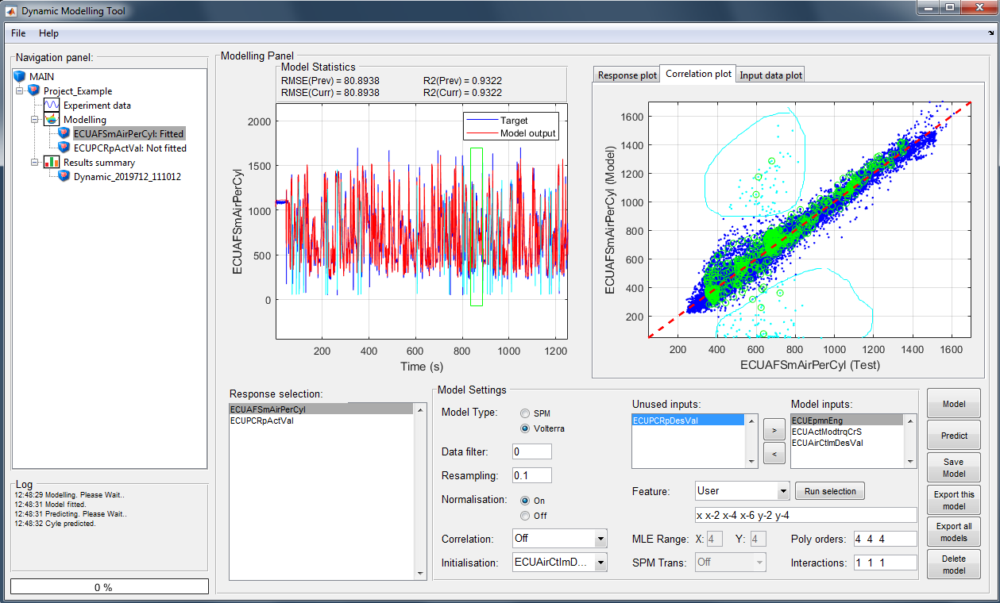 Dynamic Modelling Tool
File Help
Navigation panel:
MAIN
Project_Example
Experiment data
Modelling
ECUAFSmAirPerCyl: Fitted
ECUPCRpActVal: Not fitted
Results summary
Dynamic_2019712_111012
Log
12:48:29 Modelling. Please Wait..
12:48:31 Model fitted.
12:48:31 Predicting. Please Wait..
12:48:32 Cyle predicted.
0 %
Modelling Panel
Model Statistics
RMSE(Prev) = 80.8938 R2(Prev) = 0.9322
RMSE(Curr) = 80.8938 R2(Curr) = 0.9322
Target
Model output
2000
1500
1000
500
0
ECUAFSmAirPerCyl
200 400 600 800 1000 1200
Time (s)
Response plot Correlation plot Input data plot
1600
1400
1200
1000
800
600
400
200
ECUAFSmAirPerCyl (Model)
200 400 600 800 1000 1200 1400 1600
ECUAFSmAirPerCyl (Test)
Response selection:
ECUAFSmAirPerCyl
ECUPCRpActVal
Model Settings
Model Type: SPM
Volterra
Data filter: 0
Resampling: 0.1
Normalisation: On
Off
Correlation: Off
Initialisation: ECUAirCtlmD...
Unused inputs:
ECUPCRpDesVal
>
<
Model inputs:
ECUEpmnEng
ECUActModtrqCrS
ECUAirCtlmDesVal
Feature: User Run selection
x x-2 x-4 x-6 y-2 y-4
MLE Range: X: 4 Y: 4 Poly orders: 4 4 4
SPM Trans: Off Interactions: 1 1 1
Model
Predict
Save
Model
Export this
model
Export all
models
Delete
model